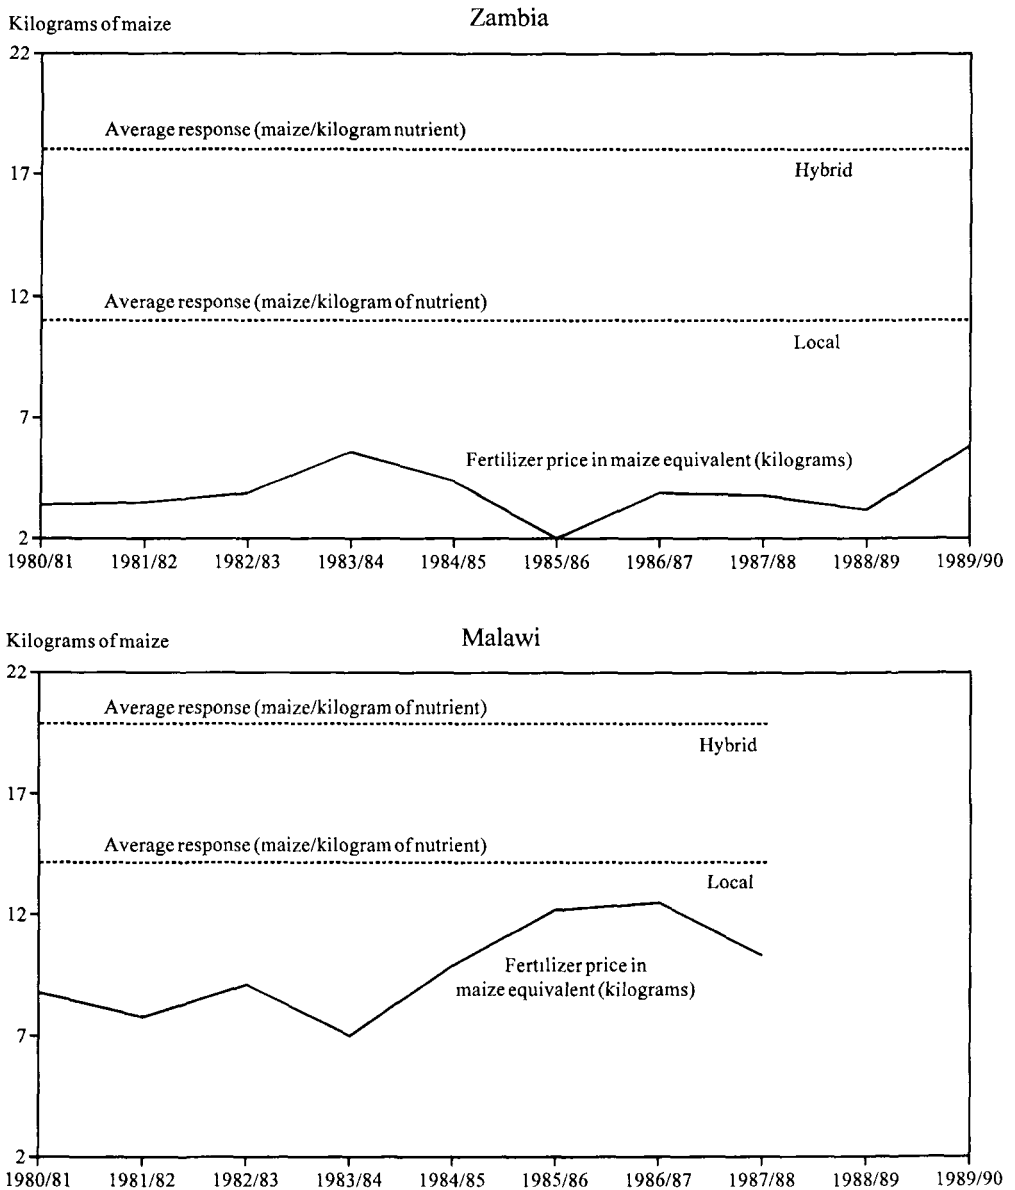 Zambia
Kilograms of maize
22
Average response (maize/kilogram nutrient)
17
Hybrid
12
Average response (maize/kilogram of nutrient)
Local
7
Fertilizer price in maize equivalent (kilograms)
2
1980/81 1981/82 1982/83 1983/84 1984/85 1985/86 1986/87 1987/88 1988/89 1989/90
Malawi
Kilograms of maize
22
Average response (maize/kilogram of nutrient)
Hybrid
17
Average response (maize/kilogram of nutrient)
Local
12
Fertilizer price in
maize equivalent (kilograms)
7
2
1980/81 1981/82 1982/83 1983/84 1984/85 1985/86 1986/87 1987/88 1988/89 1989/90